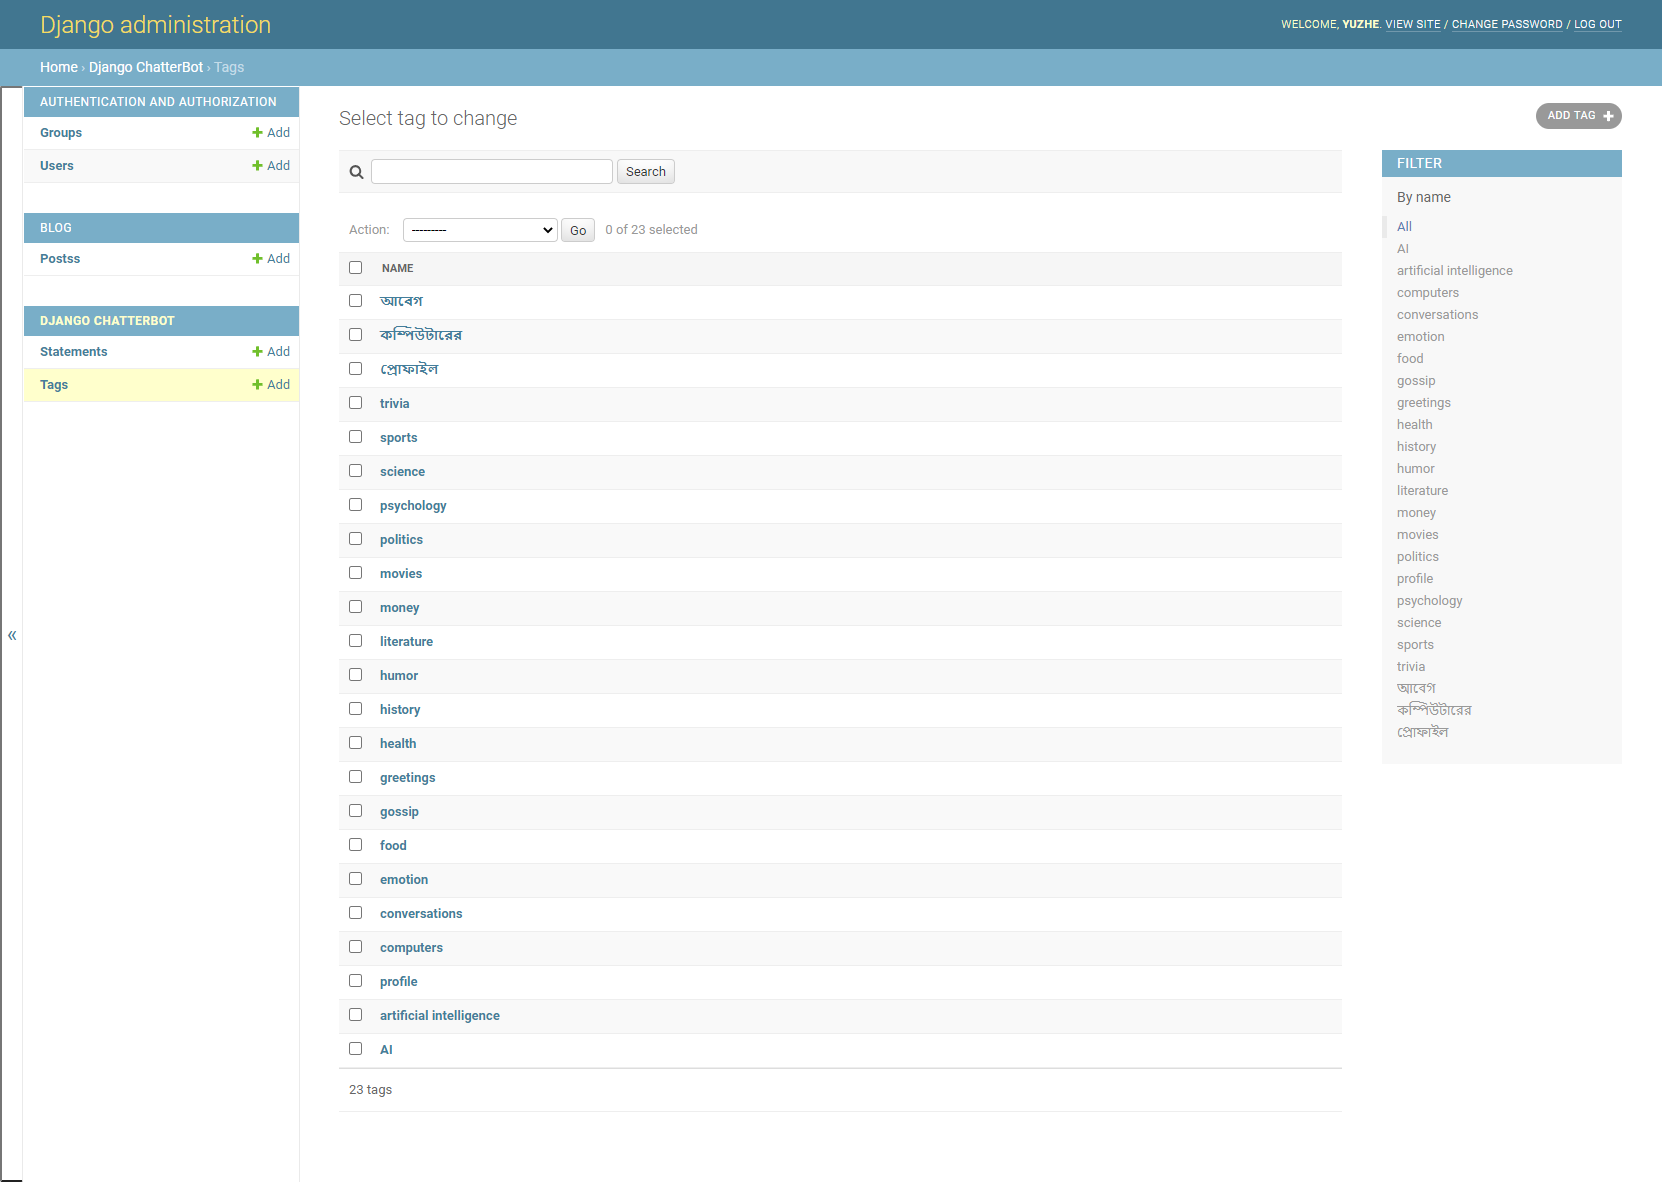 Django administration
WELCOME, YUZHE. VIEW SITE / CHANGE PASSWORD / LOG OUT
Home › Django ChatterBot › Tags
«
AUTHENTICATION AND AUTHORIZATION
Groups Add
Users Add
BLOG
Postss Add
DJANGO CHATTERBOT
Statements Add
Tags Add
Select tag to change
ADD TAG
Search
Action: --------- Go 0 of 23 selected
NAME
আবেগ
কম্পিউটারের
প্রোফাইল
trivia
sports
science
psychology
politics
movies
money
literature
humor
history
health
greetings
gossip
food
emotion
conversations
computers
profile
artificial intelligence
AI
23 tags
FILTER
By name
All
AI
artificial intelligence
computers
conversations
emotion
food
gossip
greetings
health
history
humor
literature
money
movies
politics
profile
psychology
science
sports
trivia
আবেগ
কম্পিউটারের
প্রোফাইল